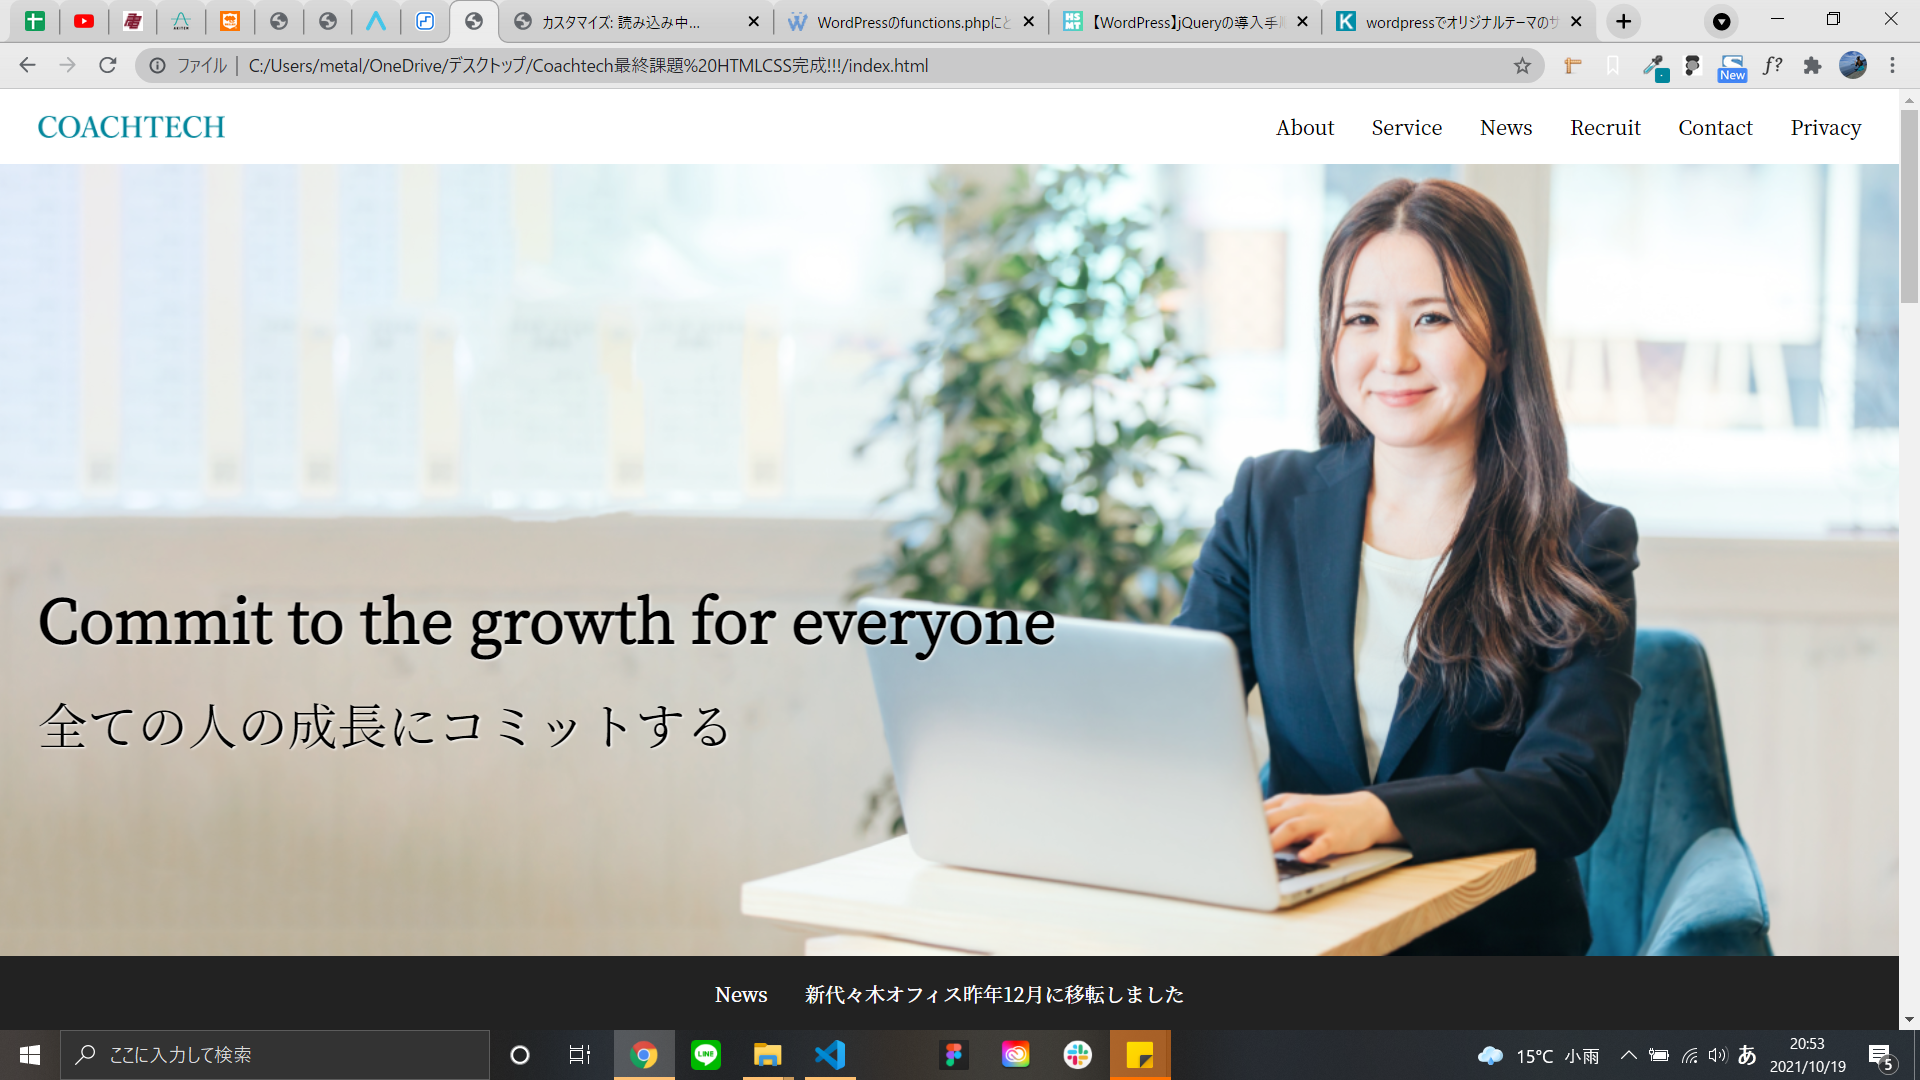 カスタマイズ: 読み込み中...
WordPressのfunctions.phpにと
【WordPress】jQueryの導入手順
wordpressでオリジナルテーマのサ
ファイル | C:/Users/metal/OneDrive/デスクトップ/Coachtech最終課題%20HTMLCSS完成!!!/index.html
New
f?
COACHTECH
About Service News Recruit Contact Privacy
Commit to the growth for everyone
全ての人の成長にコミットする
News 新代々木オフィス昨年12月に移転しました
ここに入力して検索
LINE
15°C 小雨
あ
20:53
2021/10/19
5